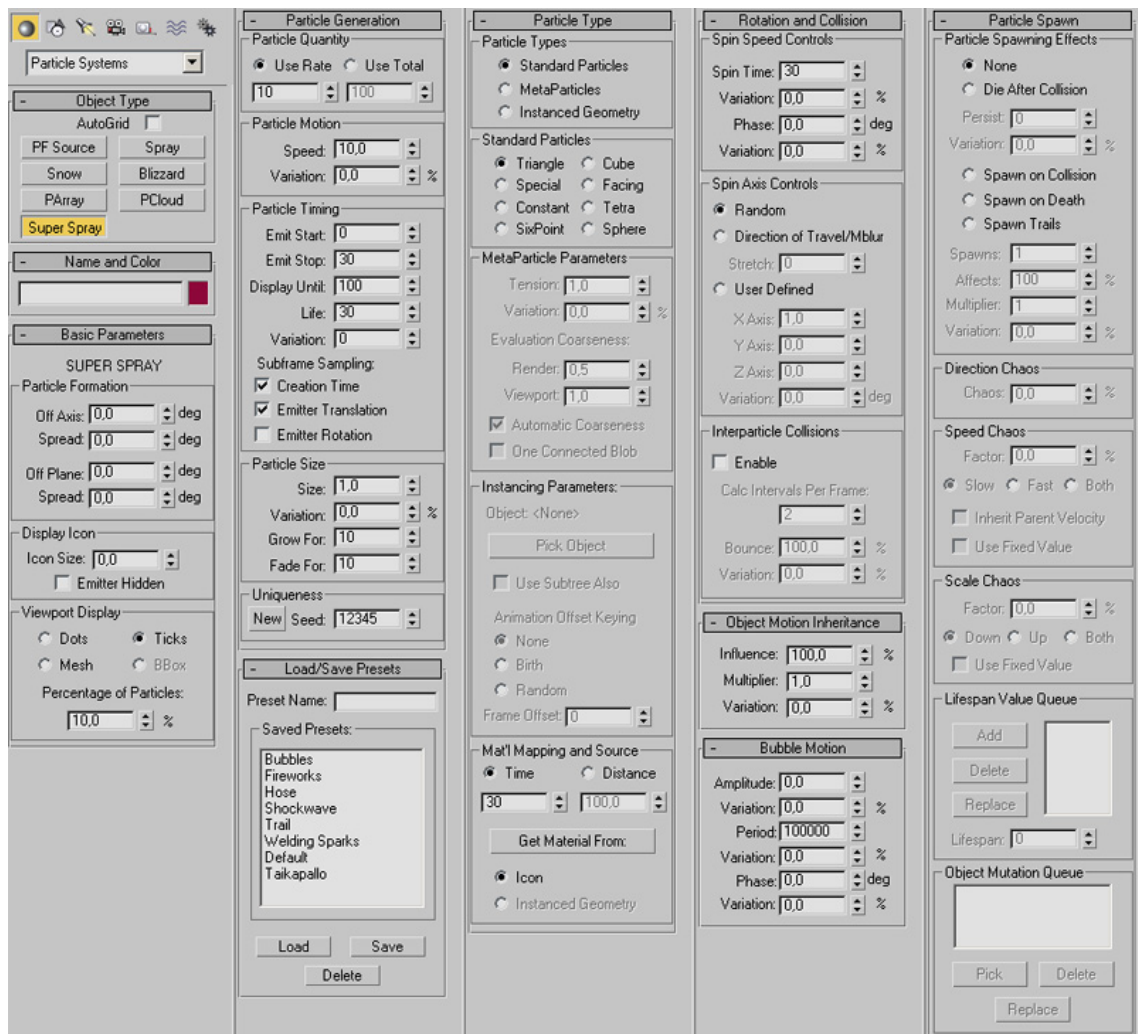 Particle Systems
- Object Type
AutoGrid
PF Source Spray
Snow Blizzard
PArray PCloud
Super Spray
- Name and Color
- Basic Parameters
SUPER SPRAY
Particle Formation
Off Axis: 0,0 deg
Spread: 0,0 deg
Off Plane: 0,0 deg
Spread: 0,0 deg
Display Icon
Icon Size: 0,0
Emitter Hidden
Viewport Display
Dots Ticks
Mesh BBox
Percentage of Particles:
10,0 %
- Particle Generation
Particle Quantity
Use Rate Use Total
10 100
Particle Motion
Speed: 10,0
Variation: 0,0 %
Particle Timing
Emit Start: 0
Emit Stop: 30
Display Until: 100
Life: 30
Variation: 0
Subframe Sampling:
Creation Time
Emitter Translation
Emitter Rotation
Particle Size
Size: 1,0
Variation: 0,0 %
Grow For: 10
Fade For: 10
Uniqueness
New Seed: 12345
- Load/Save Presets
Preset Name:
Saved Presets:
Bubbles
Fireworks
Hose
Shockwave
Trail
Welding Sparks
Default
Taikapallo
Load Save
Delete
- Particle Type
Particle Types
Standard Particles
MetaParticles
Instanced Geometry
Standard Particles
Triangle Cube
Special Facing
Constant Tetra
SixPoint Sphere
MetaParticle Parameters
Tension: 1,0
Variation: 0,0 %
Evaluation Coarseness:
Render: 0,5
Viewport: 1,0
Automatic Coarseness
One Connected Blob
Instancing Parameters:
Object: <None>
Pick Object
Use Subtree Also
Animation Offset Keying
None
Birth
Random
Frame Offset: 0
Mat'l Mapping and Source
Time Distance
30 100,0
Get Material From:
Icon
Instanced Geometry
- Rotation and Collision
Spin Speed Controls
Spin Time: 30
Variation: 0,0 %
Phase: 0,0 deg
Variation: 0,0 %
Spin Axis Controls
Random
Direction of Travel/Mblur
Stretch: 0
User Defined
X Axis: 1,0
Y Axis: 0,0
Z Axis: 0,0
Variation: 0,0 deg
Interparticle Collisions
Enable
Calc Intervals Per Frame:
2
Bounce: 100,0 %
Variation: 0,0 %
- Object Motion Inheritance
Influence: 100,0 %
Multiplier: 1,0
Variation: 0,0 %
- Bubble Motion
Amplitude: 0,0
Variation: 0,0 %
Period: 100000
Variation: 0,0 %
Phase: 0,0 deg
Variation: 0,0 %
- Particle Spawn
Particle Spawning Effects
None
Die After Collision
Persist: 0
Variation: 0,0 %
Spawn on Collision
Spawn on Death
Spawn Trails
Spawns: 1
Affects: 100 %
Multiplier: 1
Variation: 0,0 %
Direction Chaos
Chaos: 0,0 %
Speed Chaos
Factor: 0,0 %
Slow Fast Both
Inherit Parent Velocity
Use Fixed Value
Scale Chaos
Factor: 0,0 %
Down Up Both
Use Fixed Value
Lifespan Value Queue
Add
Delete
Replace
Lifespan: 0
Object Mutation Queue
Pick Delete
Replace